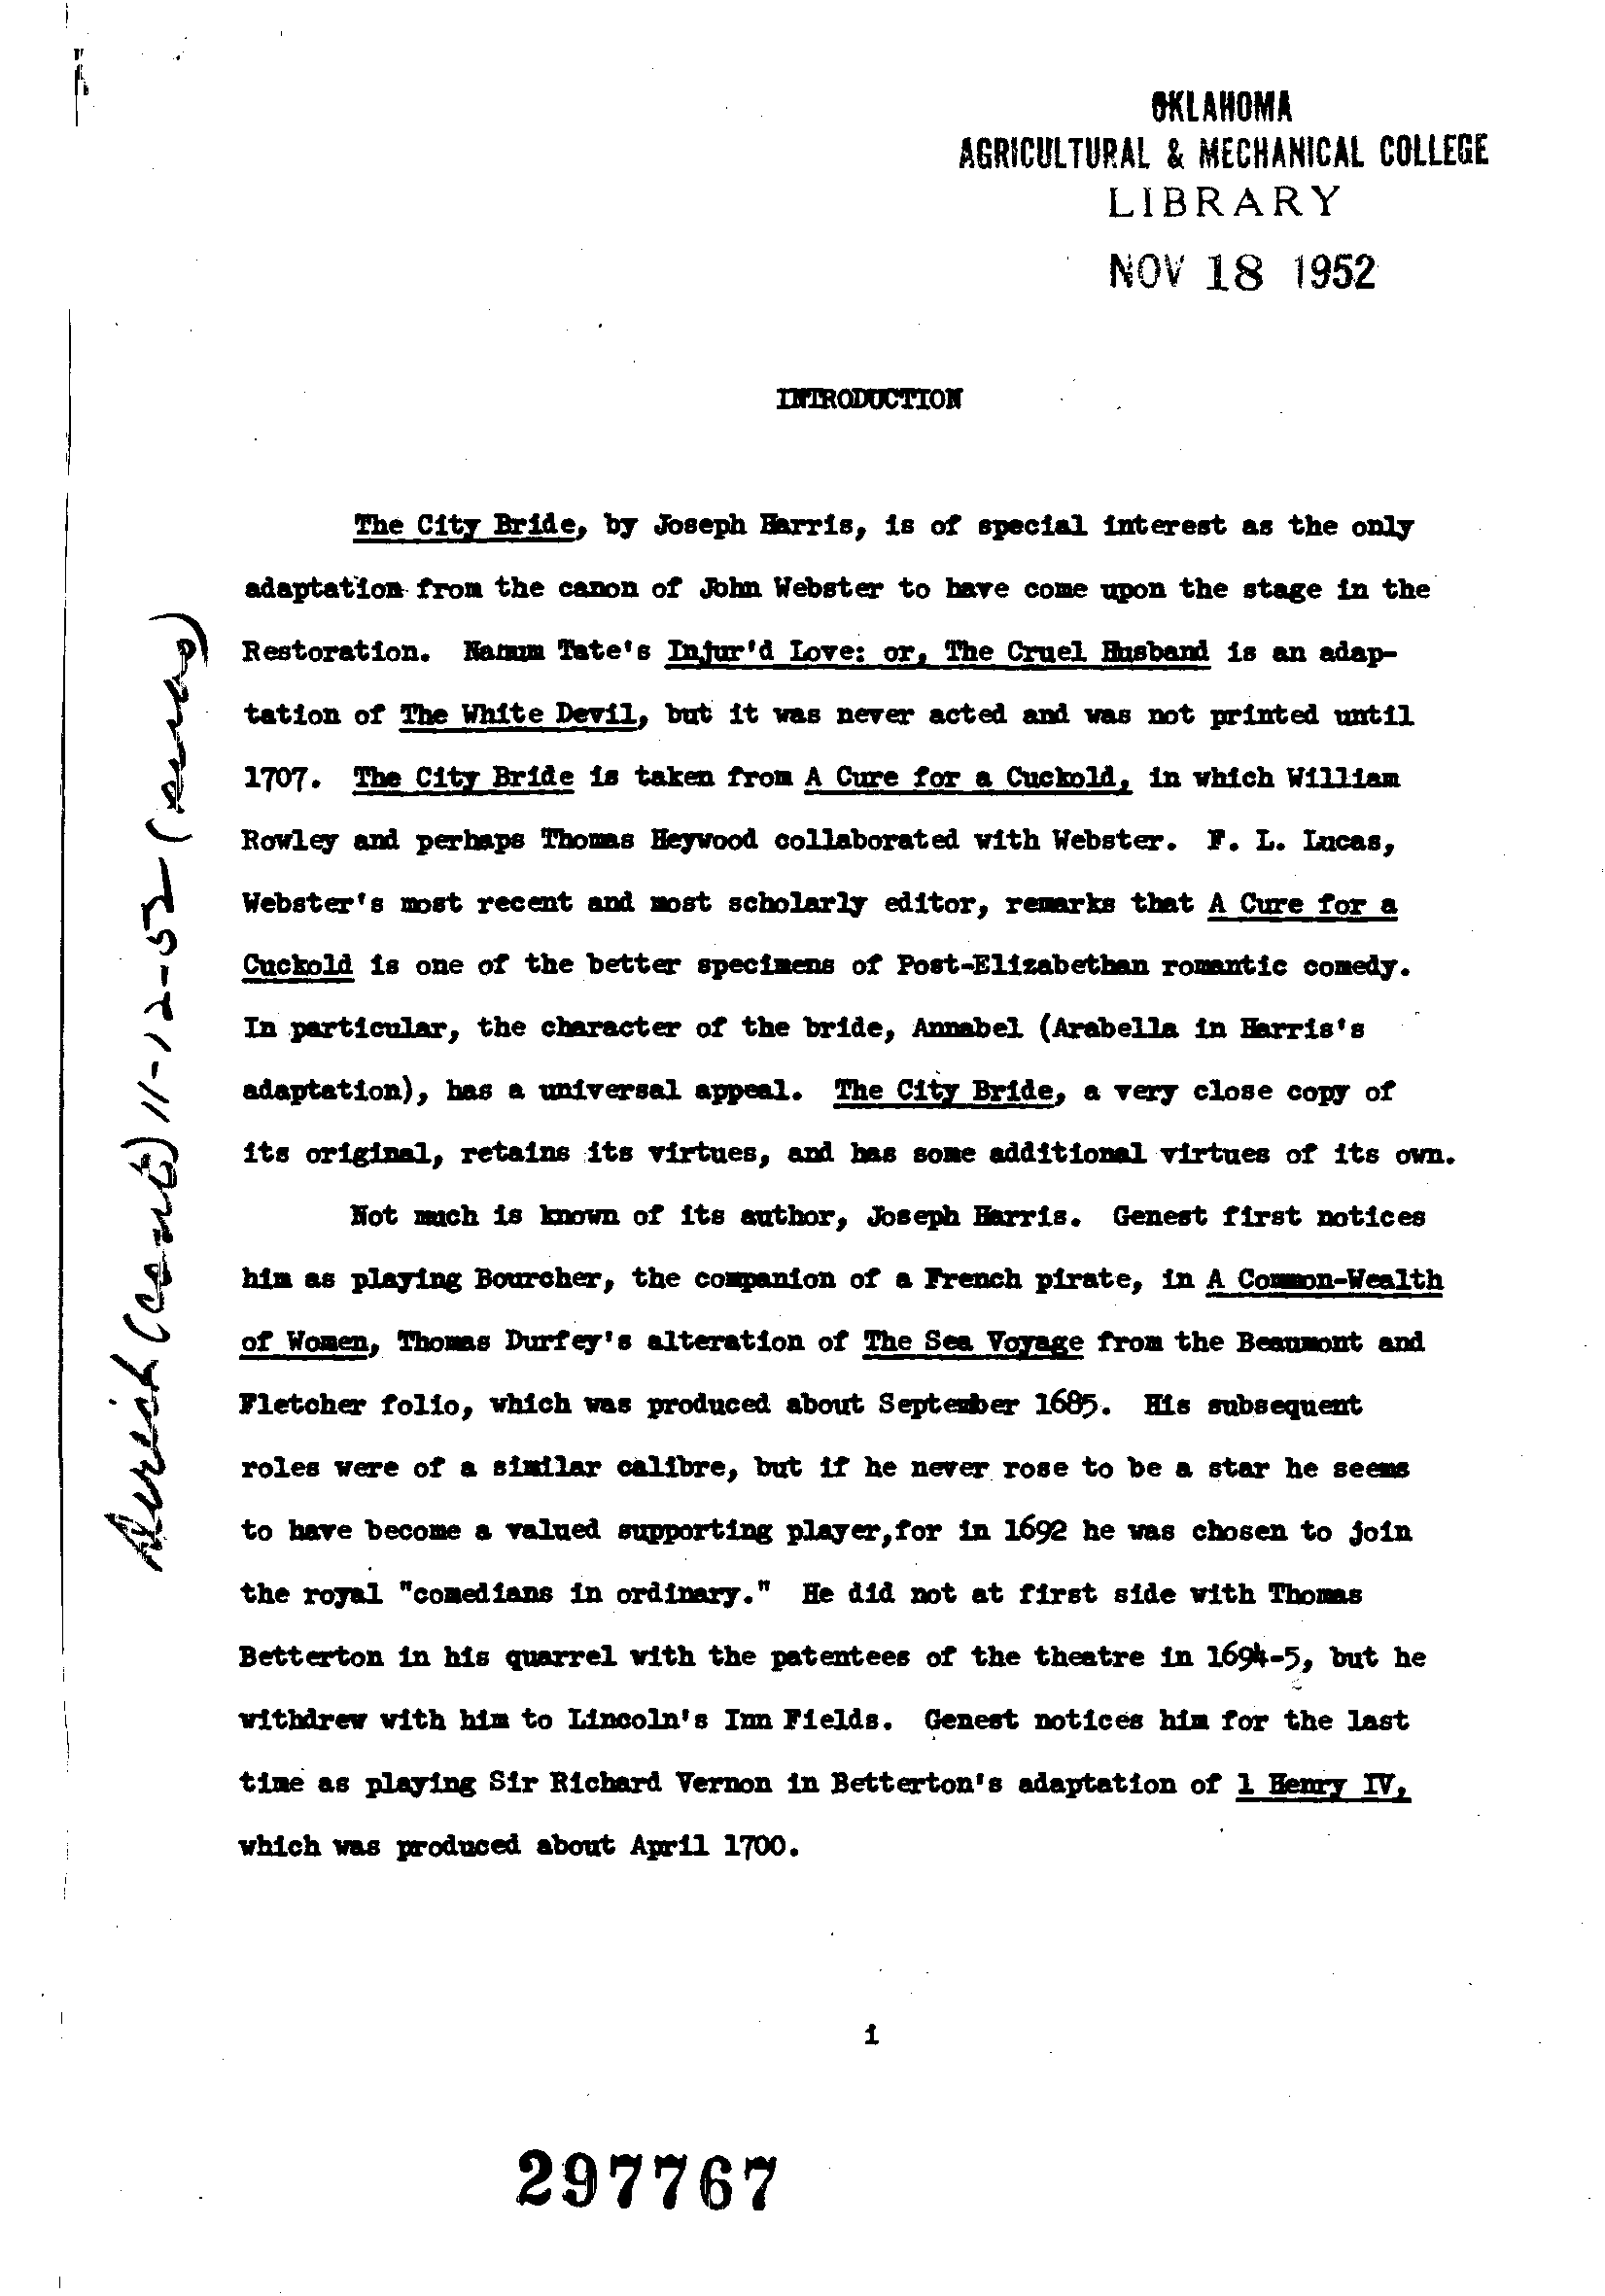 OKLAHOMA
AGRICULTURAL & MECHANICAL COLLEGE
LIBRARY
NOV 18 1952
INTRODUCTION
The City Bride, by Joseph Harris, is of special interest as the only
adaptation from the canon of John Webster to have come upon the stage in the
Restoration. Nahum Tate's Injur'd Love: or, The Cruel Husband is an adap-
tation of The White Devil, but it was never acted and was not printed until
1707. The City Bride is taken from A Cure for a Cuckold, in which William
Rowley and perhaps Thomas Heywood collaborated with Webster. F. L. Lucas,
Webster's most recent and most scholarly editor, remarks that A Cure for a
Cuckold is one of the better specimens of Post-Elizabethan romantic comedy.
In particular, the character of the bride, Annabel (Arabella in Harris's
adaptation), has a universal appeal. The City Bride, a very close copy of
its original, retains its virtues, and has some additional virtues of its own.
Not much is known of its author, Joseph Harris. Genest first notices
him as playing Bourcher, the companion of a French pirate, in A Common-Wealth
of Women, Thomas Durfey's alteration of The Sea Voyage from the Beaumont and
Fletcher folio, which was produced about September 1685. His subsequent
roles were of a similar calibre, but if he never rose to be a star he seems
to have become a valued supporting player,for in 1692 he was chosen to join
the royal "comedians in ordinary." He did not at first side with Thomas
Betterton in his quarrel with the patentees of the theatre in 1694-5, but he
withdrew with him to Lincoln's Inn Fields. Genest notices him for the last
time as playing Sir Richard Vernon in Betterton's adaptation of 1 Henry IV,
which was produced about April 1700.
i
297767
11-12-52